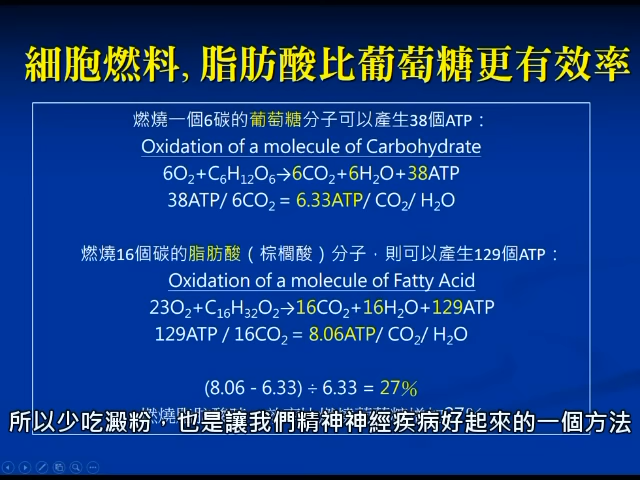 細胞燃料, 脂肪酸比葡萄糖更有效率
燃燒一個6碳的葡萄糖分子可以產生38個ATP：
Oxidation of a molecule of Carbohydrate
6O₂+C₆H₁₂O₆→6CO₂+6H₂O+38ATP
38ATP/ 6CO₂ = 6.33ATP/ CO₂/ H₂O
燃燒16個碳的脂肪酸（棕櫚酸）分子，則可以產生129個ATP：
Oxidation of a molecule of Fatty Acid
23O₂+C₁₆H₃₂O₂→16CO₂+16H₂O+129ATP
129ATP / 16CO₂ = 8.06ATP/ CO₂/ H₂O
(8.06 - 6.33) ÷ 6.33 = 27%
所以少吃澱粉，也是讓我們精神神經疾病好起來的一個方法